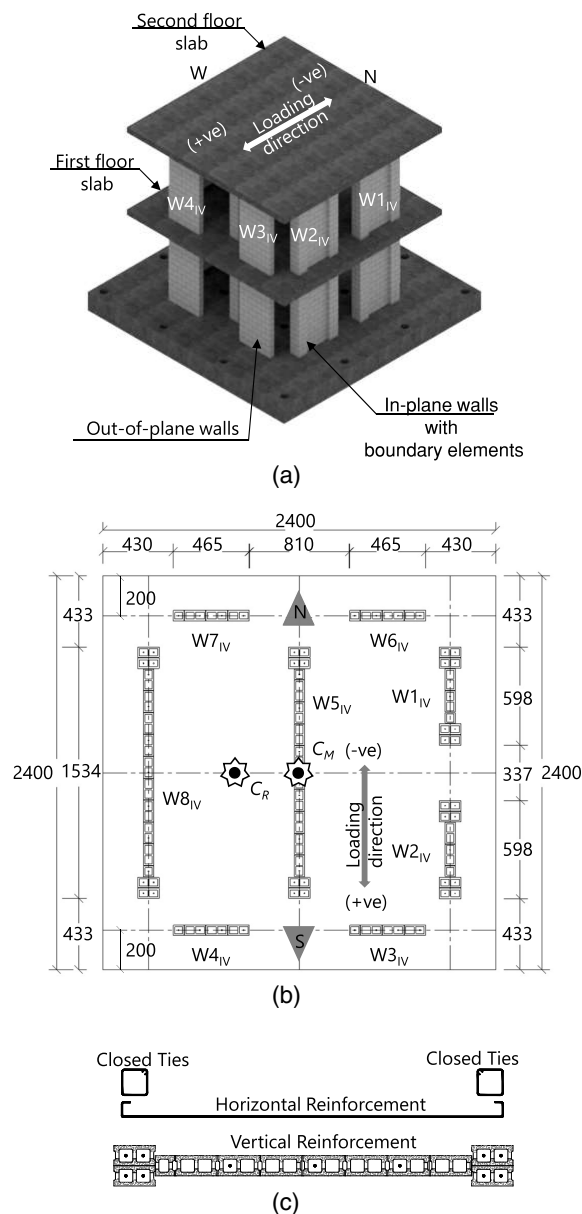 Second floor
slab
W
N
(-ve)
(+ve)
Loading
direction
First floor
slab
W4IV
W3IV
W2IV
W1IV
Out-of-plane walls
In-plane walls
with
boundary elements
(a)
2400
430
465
810
465
430
200
433
433
N
W7IV
W6IV
W5IV
W1IV
598
CM
(-ve)
2400
1534
CR
337
2400
W8IV
Loading
direction
W2IV
598
(+ve)
433
200
S
433
W4IV
W3IV
(b)
Closed Ties
Closed Ties
Horizontal Reinforcement
Vertical Reinforcement
(c)